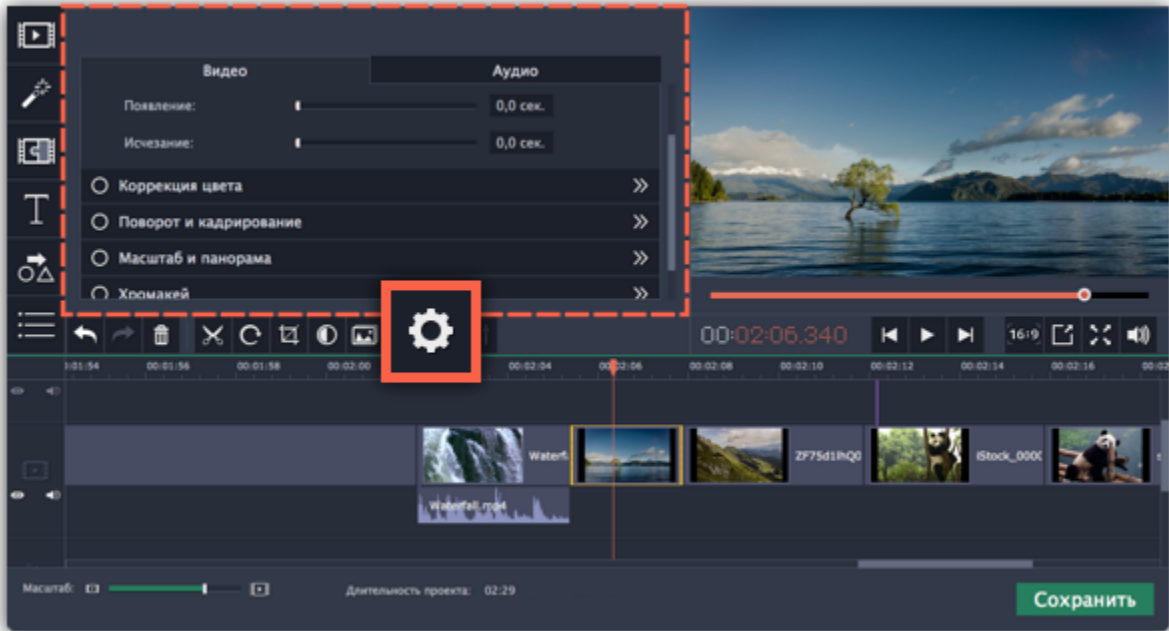 Видео Аудио
Появление: 0,0 сек.
Исчезание: 0,0 сек.
Коррекция цвета
Поворот и кадрирование
Масштаб и панорама
Хромакей
T
00:02:06.340 16:9
00:01:56 00:01:58 00:02:00 00:02:04 00:02:06 00:02:08 00:02:10 00:02:12 00:02:14 00:02:16
Waterf ZF75d1lhQ0 iStock_000C
Waterfall.mp4
Масштаб: Длительность проекта: 02:29
Сохранить